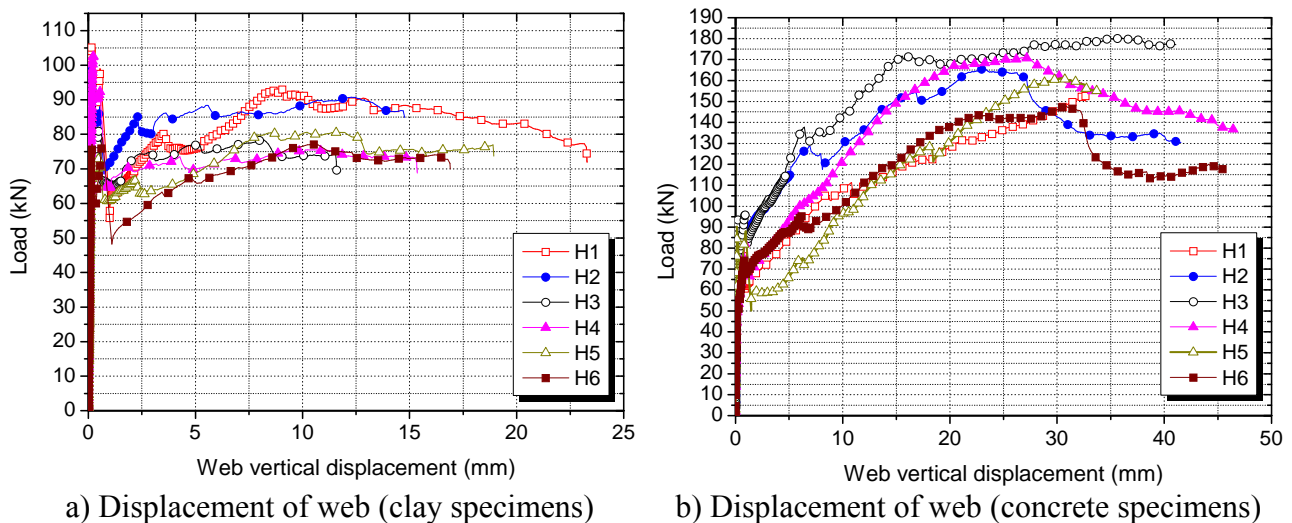 110
100
90
80
70
60
50
40
30
20
10
0
Load (kN)
0 5 10 15 20 25
Web vertical displacement (mm)
H1
H2
H3
H4
H5
H6
a) Displacement of web (clay specimens)
190
180
170
160
150
140
130
120
110
100
90
80
70
60
50
40
30
20
10
0
Load (kN)
0 10 20 30 40 50
Web vertical displacement (mm)
H1
H2
H3
H4
H5
H6
b) Displacement of web (concrete specimens)